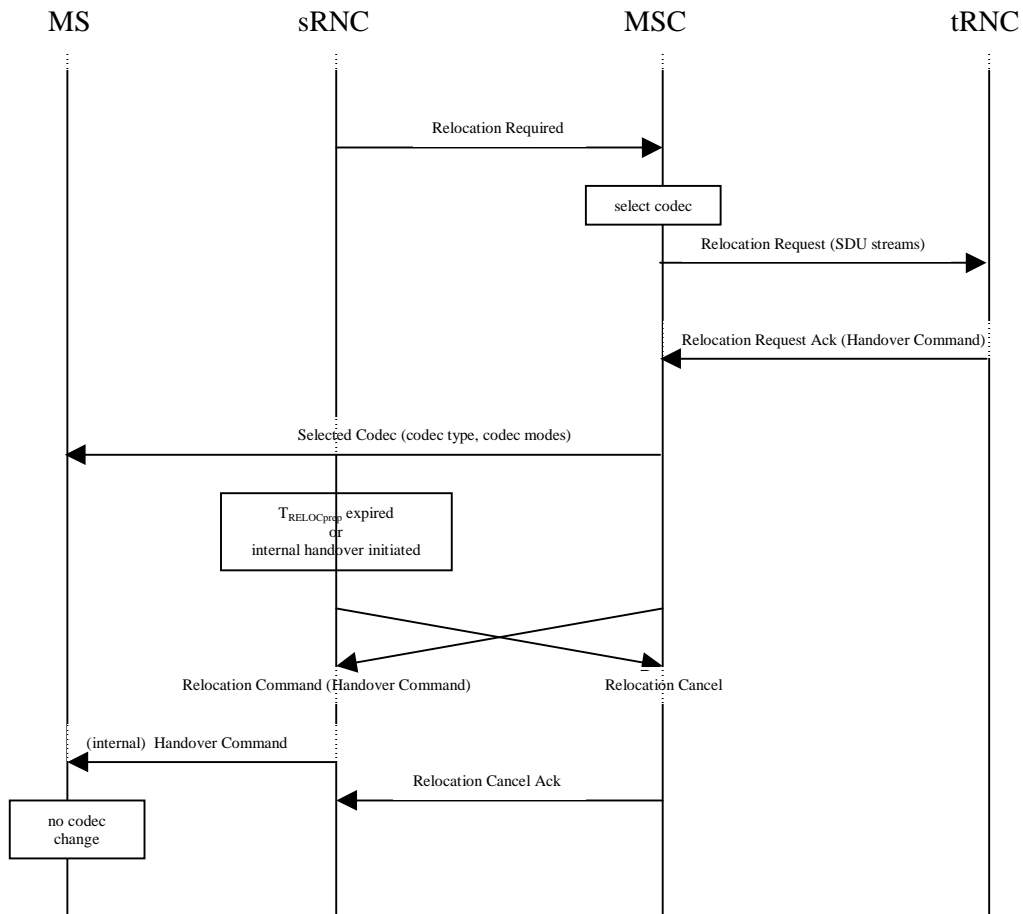 MS sRNC MSC tRNC
Relocation Required
select codec
Relocation Request (SDU streams)
Relocation Request Ack (Handover Command)
Selected Codec (codec type, codec modes)
TRELOCprep expired
or
internal handover initiated
Relocation Command (Handover Command) Relocation Cancel
(internal) Handover Command
Relocation Cancel Ack
no codec
change